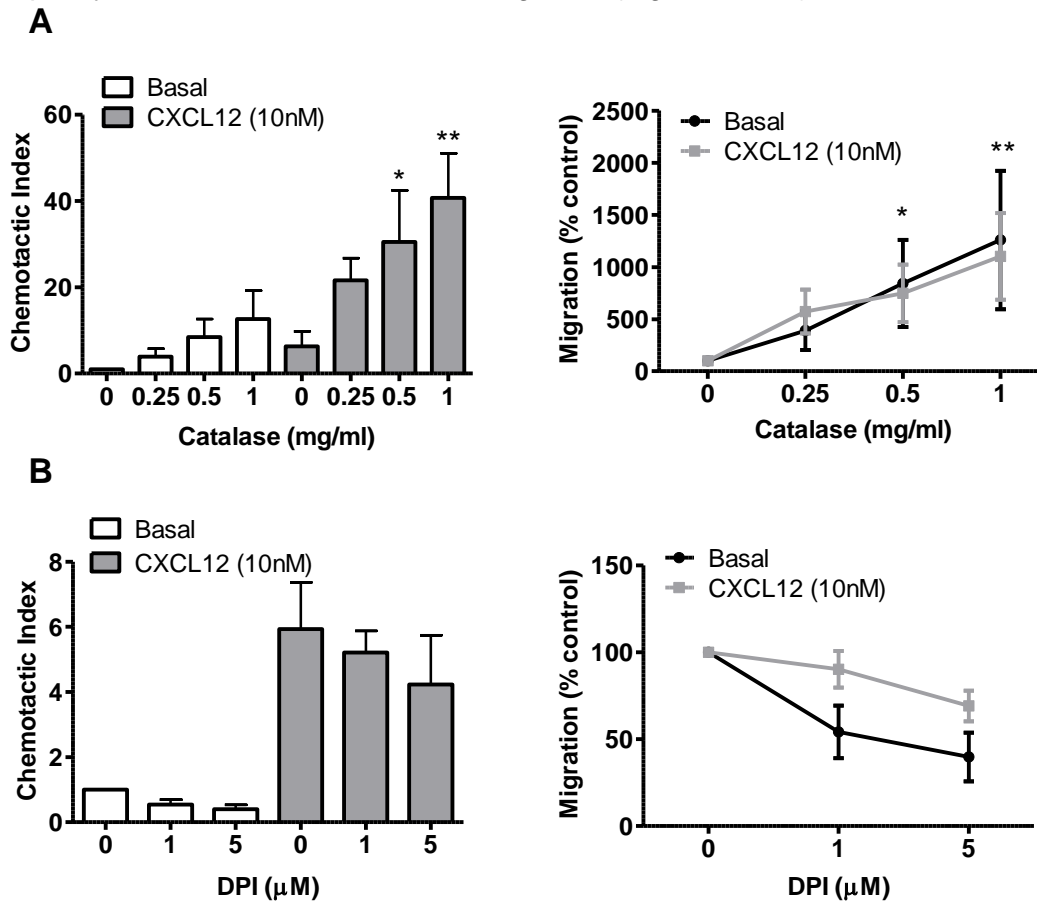 A
Basal
CXCL12 (10nM)
Chemotactic Index
60
40
20
0
*
**
0 0.25 0.5 1 0 0.25 0.5 1
Catalase (mg/ml)
Basal
CXCL12 (10nM)
Migration (% control)
2500
2000
1500
1000
500
0
*
**
0 0.25 0.5 1
Catalase (mg/ml)
B
Basal
CXCL12 (10nM)
Chemotactic Index
8
6
4
2
0
0 1 5 0 1 5
DPI (μM)
Basal
CXCL12 (10nM)
Migration (% control)
150
100
50
0
0 1 5
DPI (μM)